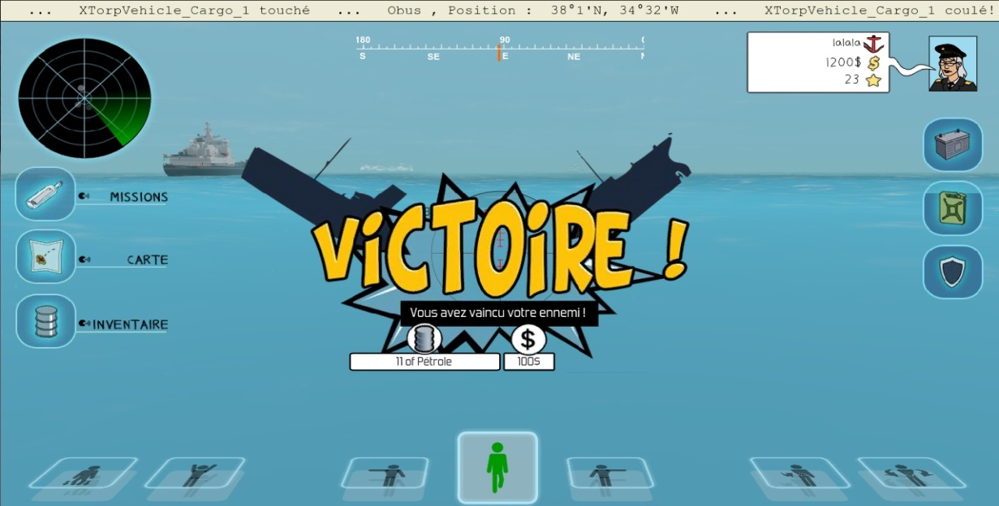 ... XTorpVehicle_Cargo_1 touché ... Obus , Position : 38°1'N, 34°32'W ... XTorpVehicle_Cargo_1 coulé!
180 90
S SE E NE
lalala
1200$
23
MISSIONS
CARTE
INVENTAIRE
VICTOIRE !
Vous avez vaincu votre ennemi !
$
11 of Pétrole 100$